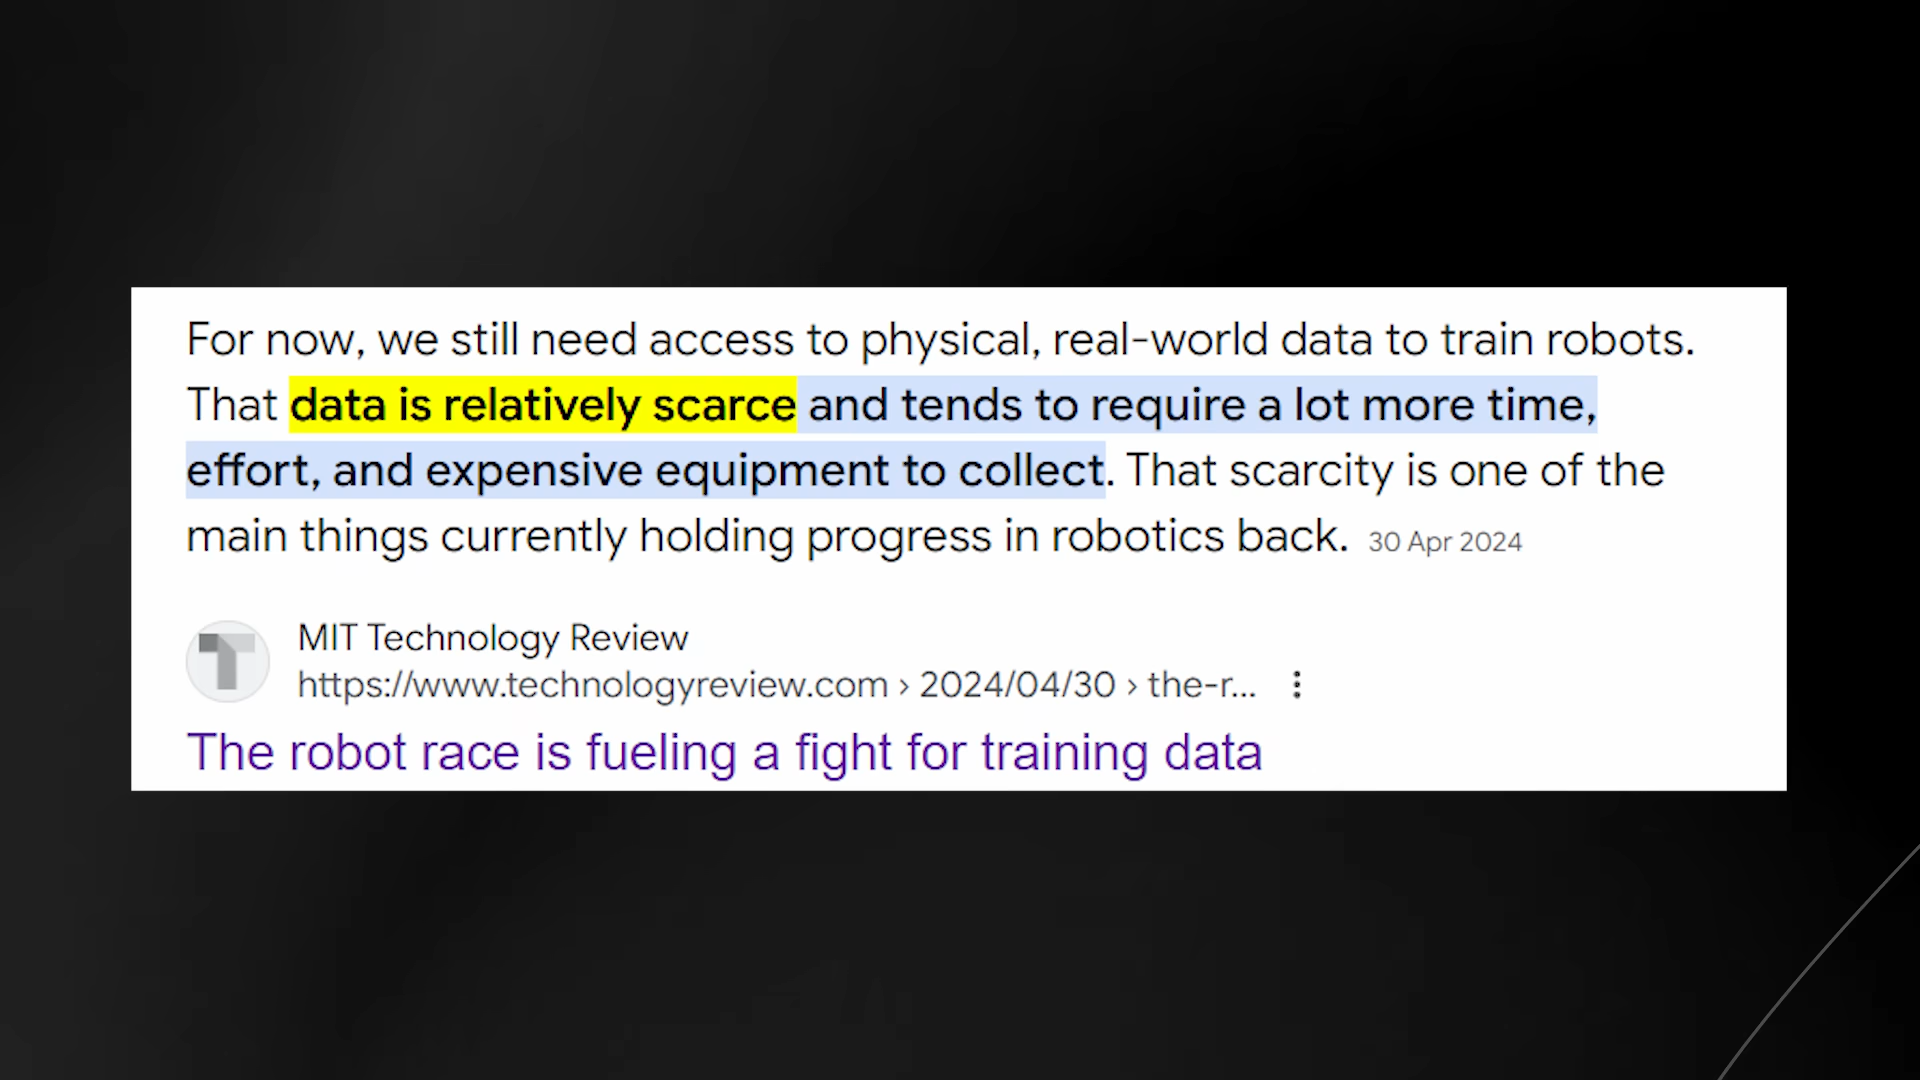 For now, we still need access to physical, real-world data to train robots.
That data is relatively scarce and tends to require a lot more time,
effort, and expensive equipment to collect. That scarcity is one of the
main things currently holding progress in robotics back. 30 Apr 2024
MIT Technology Review
https://www.technologyreview.com › 2024/04/30 › the-r...
The robot race is fueling a fight for training data